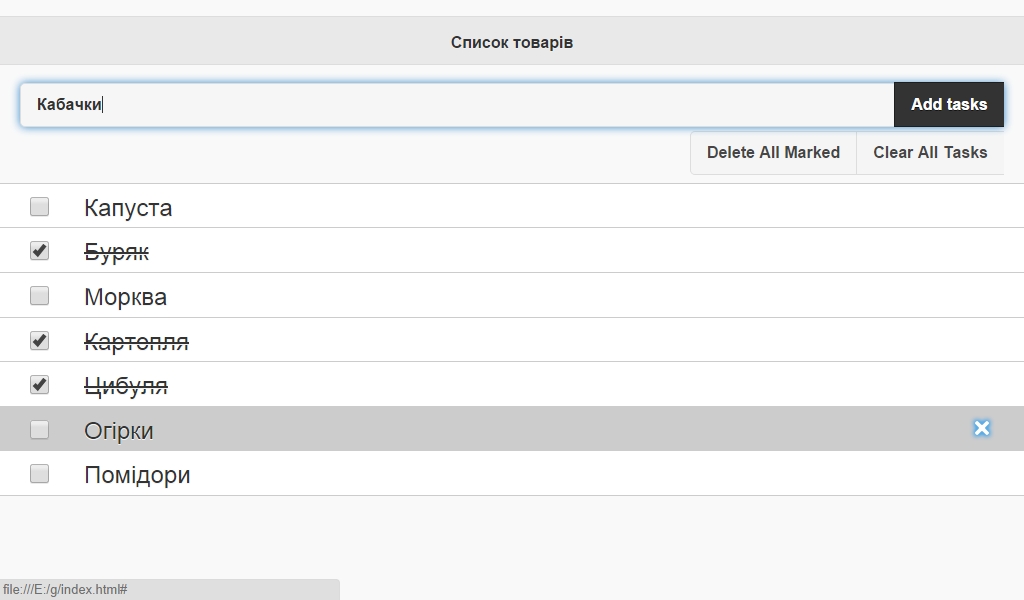 Список товарів
Кабачки
Add tasks
Delete All Marked
Clear All Tasks
Капуста
Буряк
Морква
Картопля
Цибуля
Огірки
Помідори
file:///E:/g/index.html#